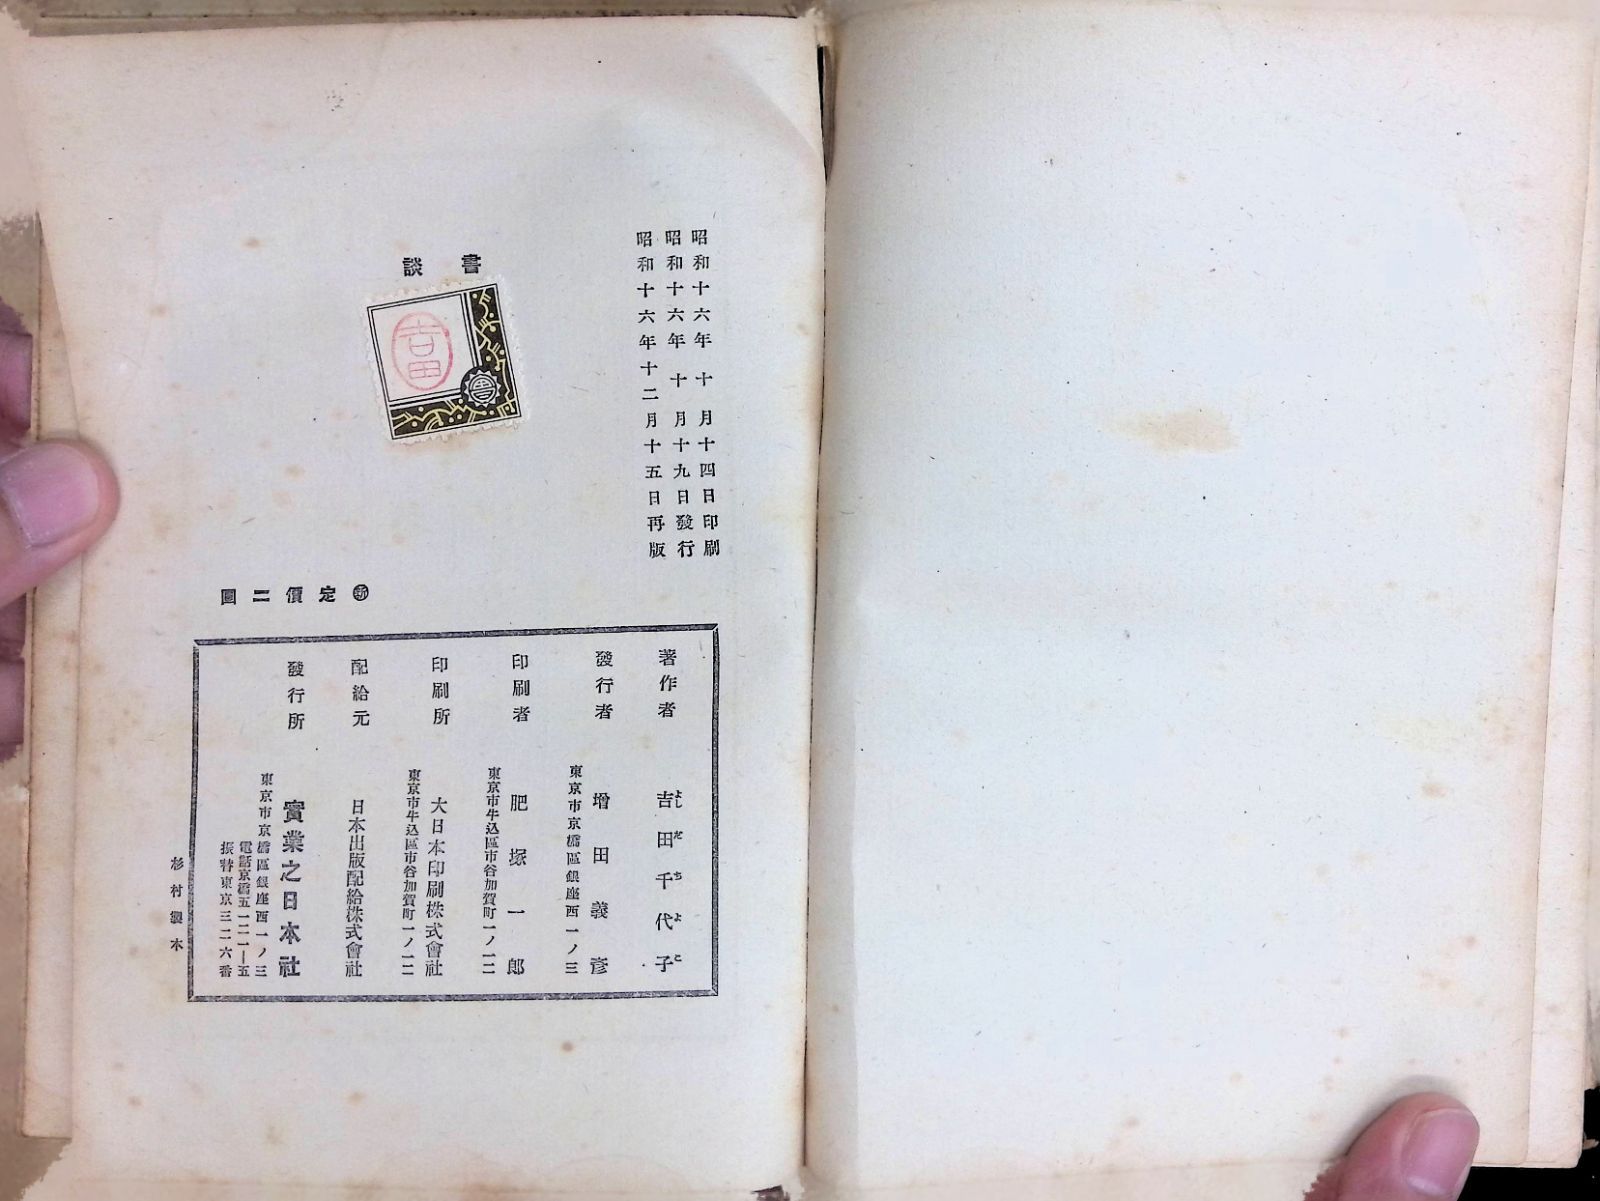 昭和十六年 十 月十四日印刷
昭和十六年 十 月十九日發行
昭和十六年十二月十五日再版
書談
吉田
新 定價二圓
著作者 吉田千代子
よしだちよこ
發行者 增田義彥
東京市京橋區銀座西一ノ三
印刷者 肥塚一郎
東京市牛込區市谷加賀町一ノ一二
印刷所 大日本印刷株式會社
東京市牛込區市谷加賀町一ノ一二
配給元 日本出版配給株式會社
發行所 實業之日本社
東京市京橋區銀座西一ノ三
電話京橋五一二一―五
振替東京三二六番
杉村製本